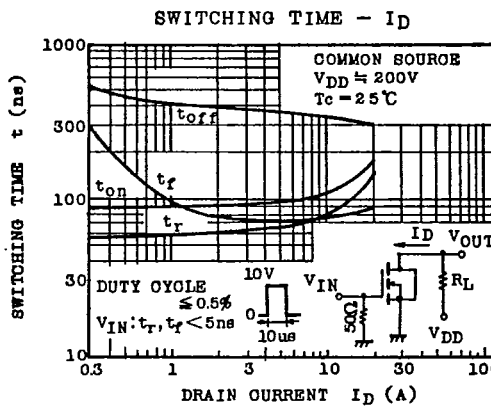 SWITCHING TIME – ID
SWITCHING TIME t (ns)
1000
300
100
30
10
COMMON SOURCE
VDD ≒ 200V
Tc = 25℃
toff
ton
tf
tr
DUTY CYCLE
≦0.5%
VIN: tr, tf < 5ns
10V
0
10us
VIN
50Ω
ID
VOUT
RL
VDD
0.3
1
3
10
30
100
DRAIN CURRENT ID (A)